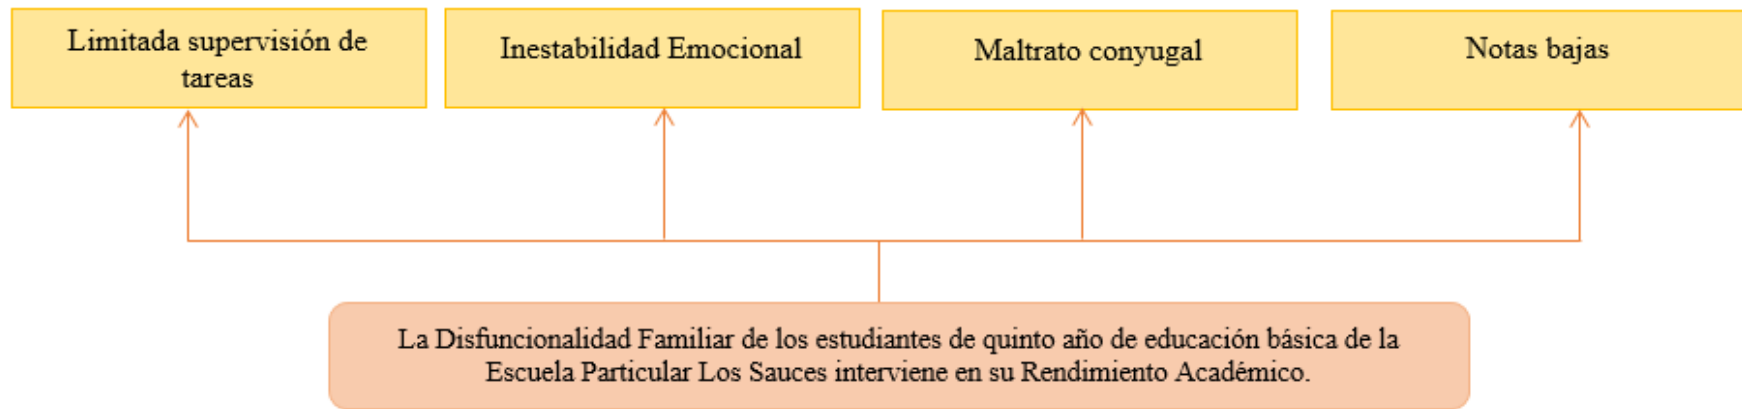 Limitada supervisión de
tareas
Inestabilidad Emocional
Maltrato conyugal
Notas bajas
La Disfuncionalidad Familiar de los estudiantes de quinto año de educación básica de la
Escuela Particular Los Sauces interviene en su Rendimiento Académico.